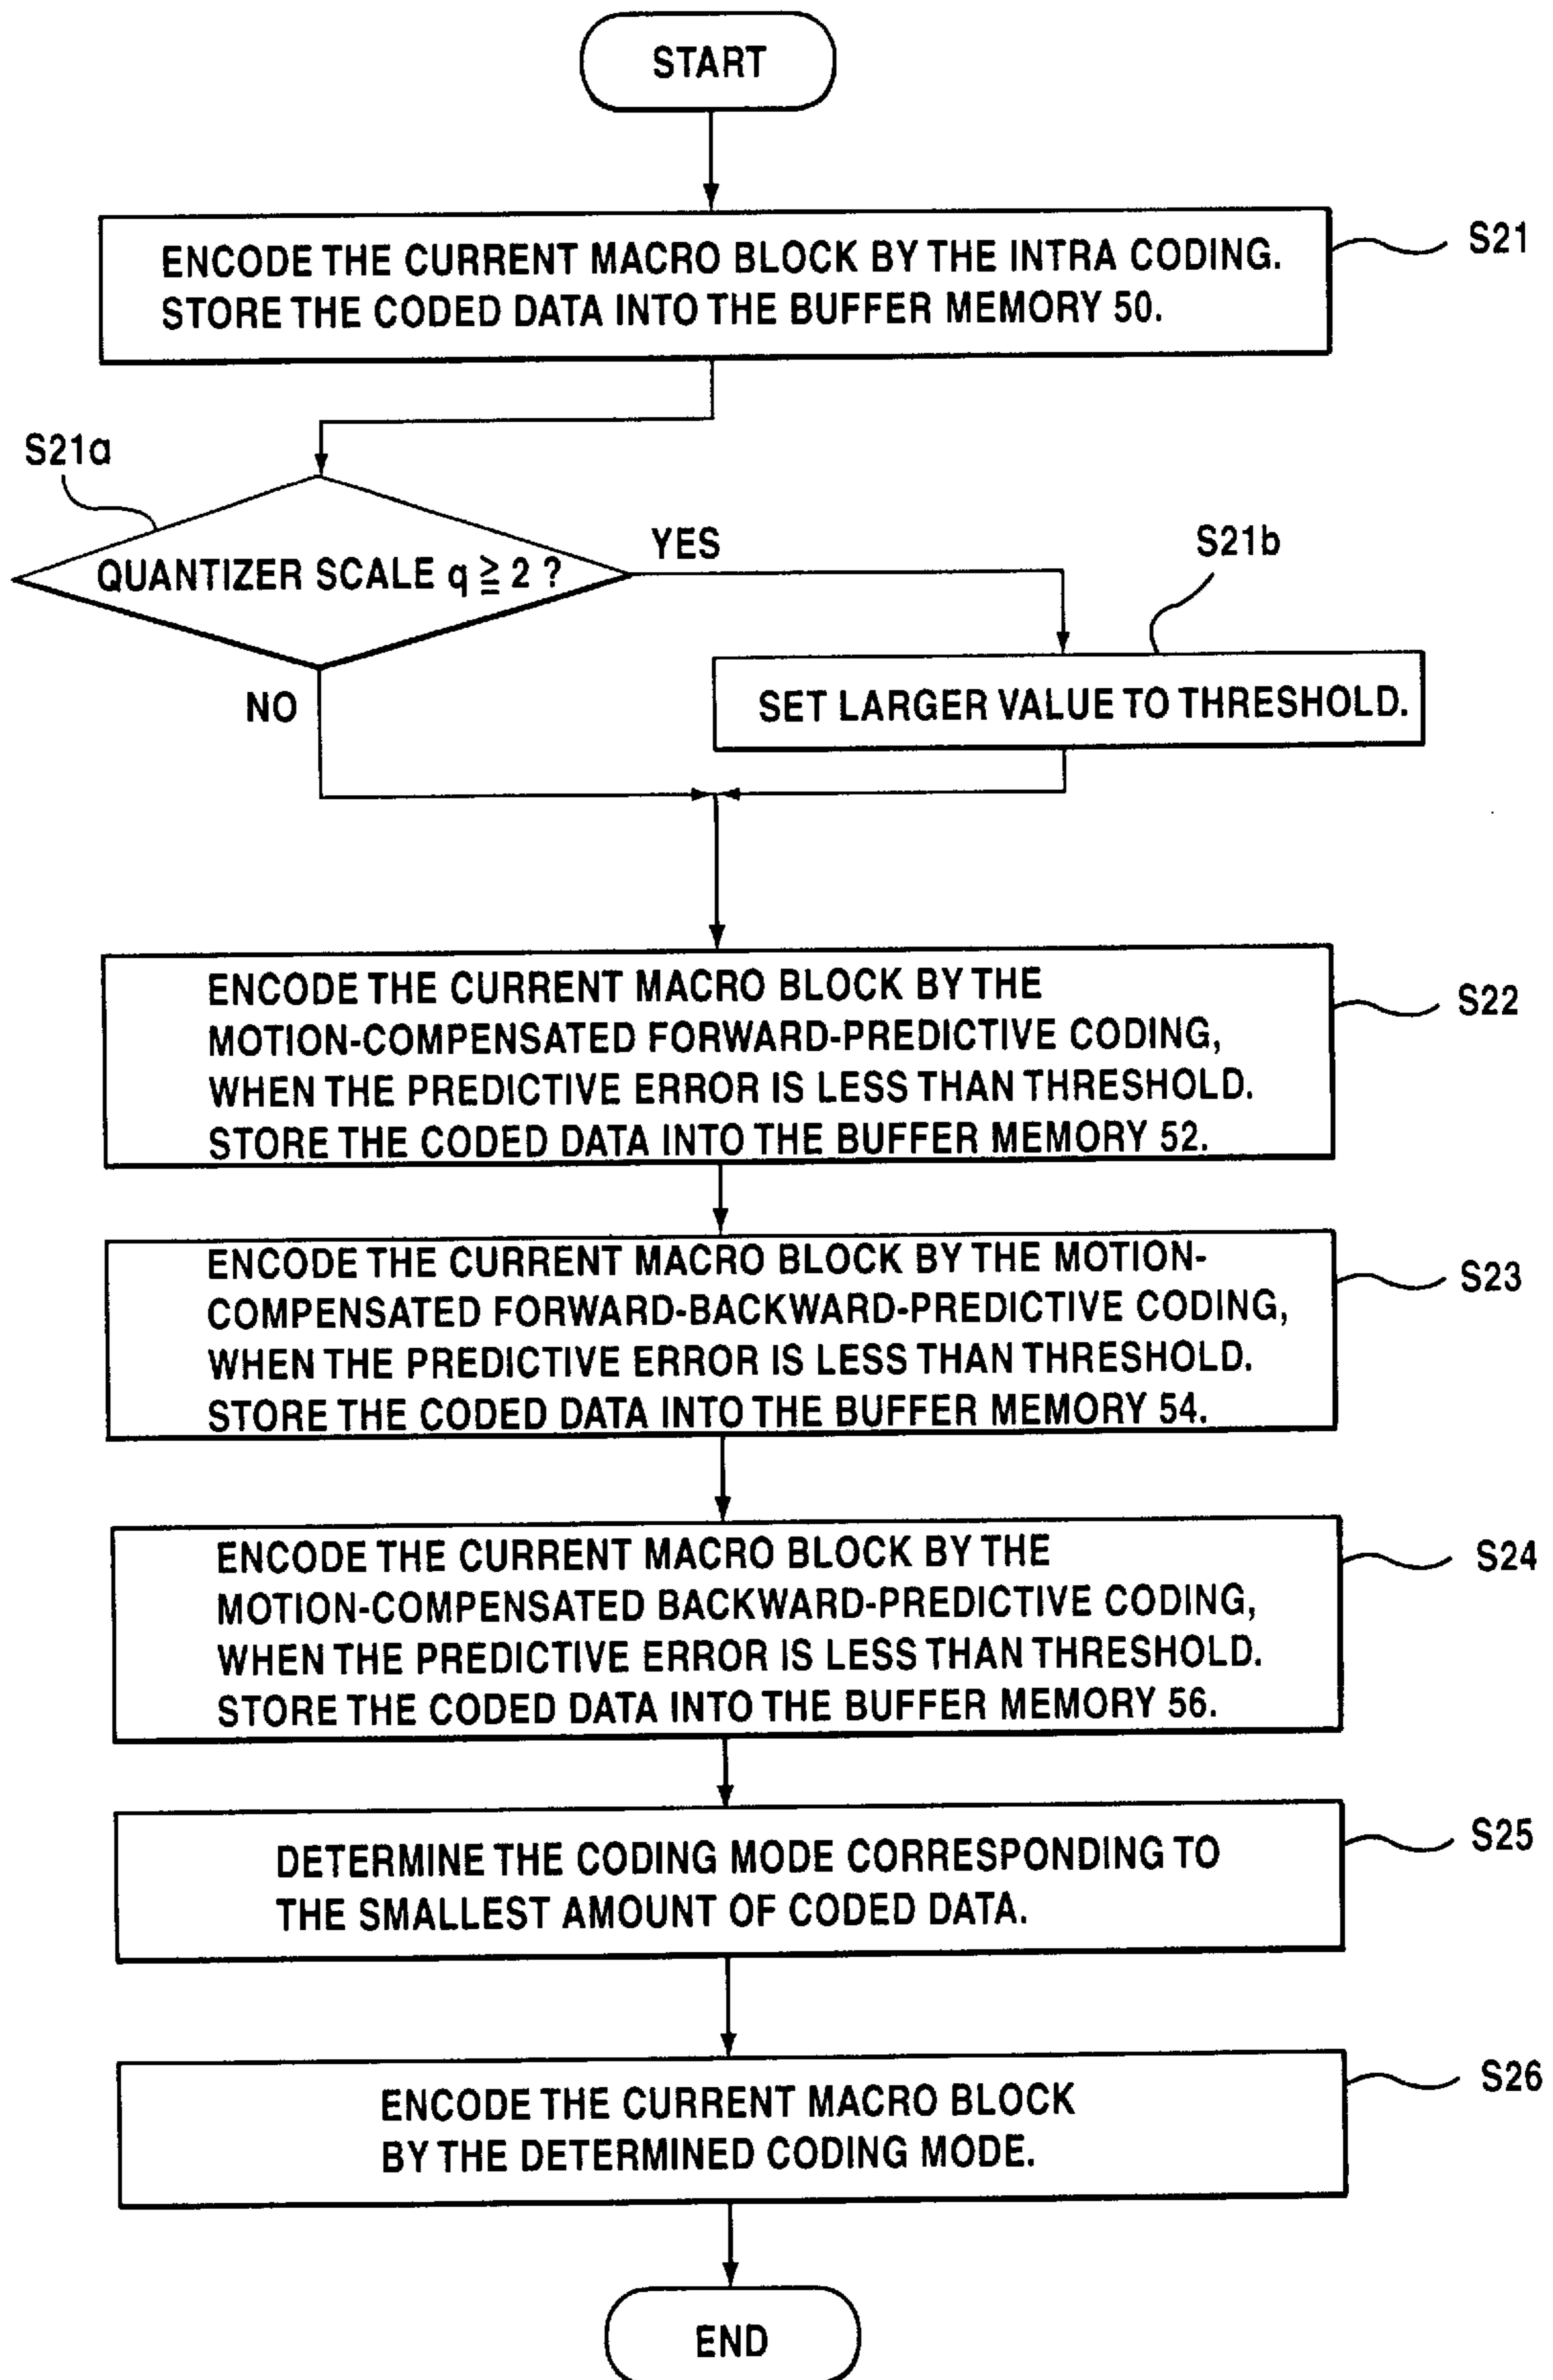 START
ENCODE THE CURRENT MACRO BLOCK BY THE INTRA CODING.
STORE THE CODED DATA INTO THE BUFFER MEMORY 50.
S21
S21a
QUANTIZER SCALE q ≧ 2 ?
YES
S21b
SET LARGER VALUE TO THRESHOLD.
NO
ENCODE THE CURRENT MACRO BLOCK BY THE
MOTION-COMPENSATED FORWARD-PREDICTIVE CODING,
WHEN THE PREDICTIVE ERROR IS LESS THAN THRESHOLD.
STORE THE CODED DATA INTO THE BUFFER MEMORY 52.
S22
ENCODE THE CURRENT MACRO BLOCK BY THE MOTION-
COMPENSATED FORWARD-BACKWARD-PREDICTIVE CODING,
WHEN THE PREDICTIVE ERROR IS LESS THAN THRESHOLD.
STORE THE CODED DATA INTO THE BUFFER MEMORY 54.
S23
ENCODE THE CURRENT MACRO BLOCK BY THE
MOTION-COMPENSATED BACKWARD-PREDICTIVE CODING,
WHEN THE PREDICTIVE ERROR IS LESS THAN THRESHOLD.
STORE THE CODED DATA INTO THE BUFFER MEMORY 56.
S24
DETERMINE THE CODING MODE CORRESPONDING TO
THE SMALLEST AMOUNT OF CODED DATA.
S25
ENCODE THE CURRENT MACRO BLOCK
BY THE DETERMINED CODING MODE.
S26
END